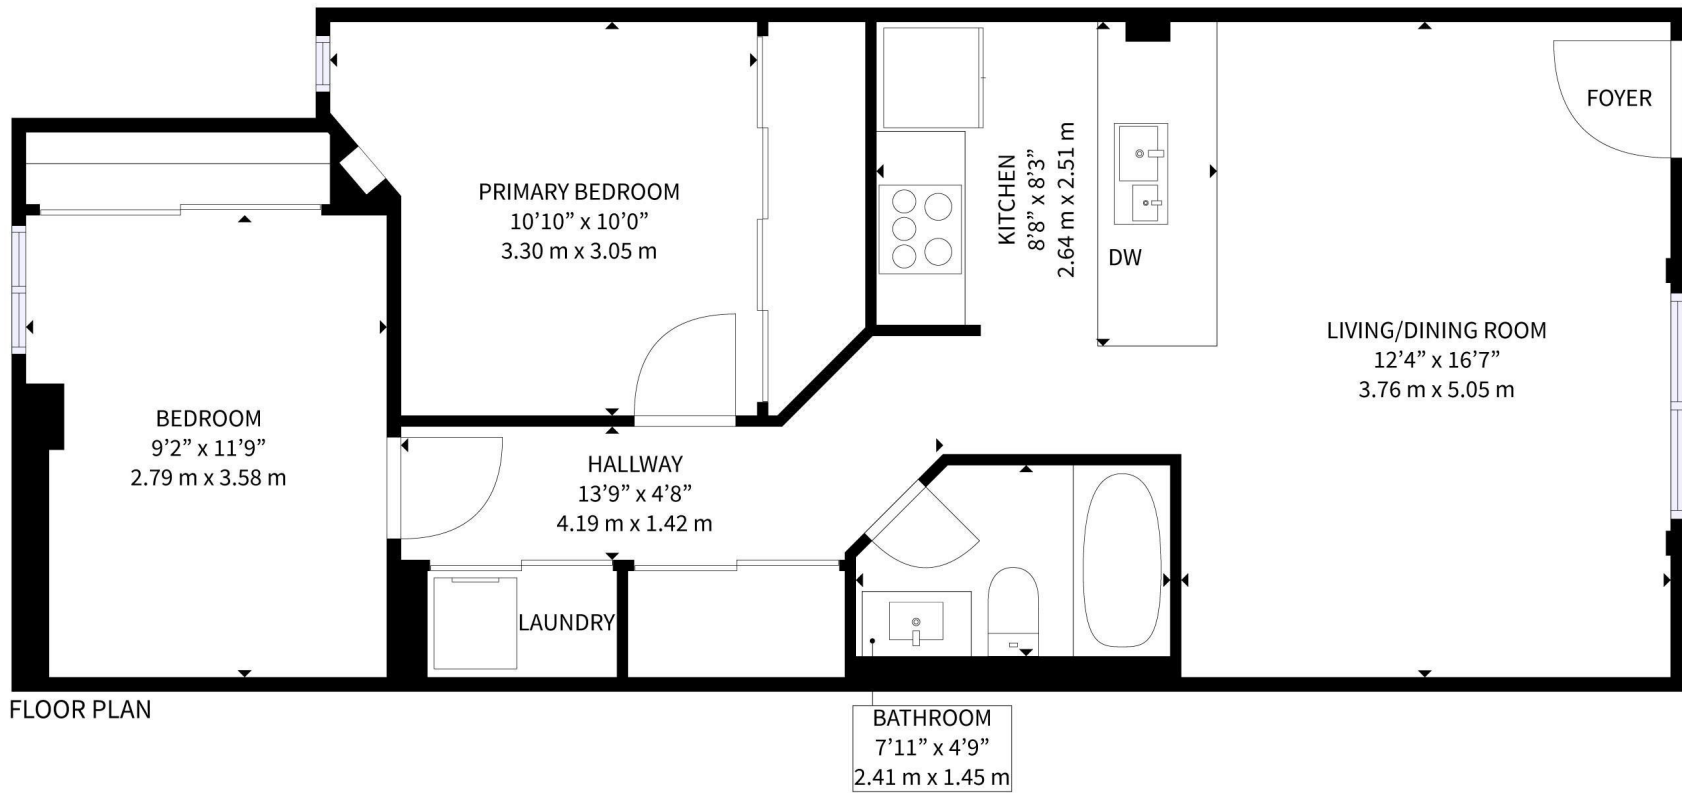 PRIMARY BEDROOM
10’10” x 10’0”
3.30 m x 3.05 m
KITCHEN
8’8” x 8’3”
2.64 m x 2.51 m
DW
FOYER
LIVING/DINING ROOM
12’4” x 16’7”
3.76 m x 5.05 m
BEDROOM
9’2” x 11’9”
2.79 m x 3.58 m
HALLWAY
13’9” x 4’8”
4.19 m x 1.42 m
LAUNDRY
FLOOR PLAN
BATHROOM
7’11” x 4’9”
2.41 m x 1.45 m